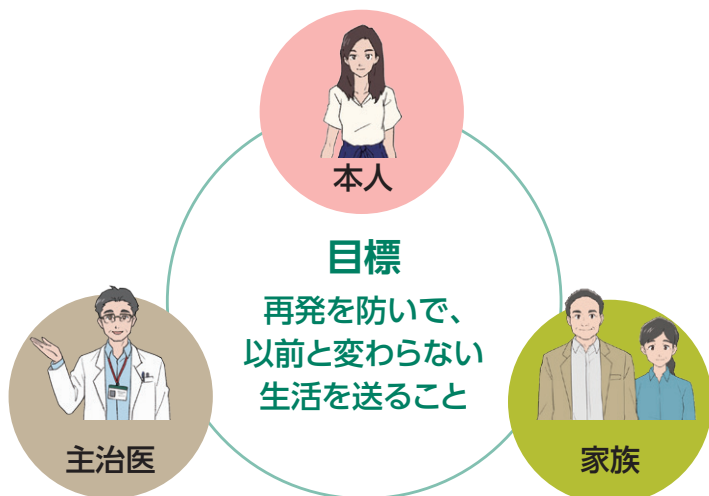 本人
目標
再発を防いで、
以前と変わらない
生活を送ること
主治医
家族